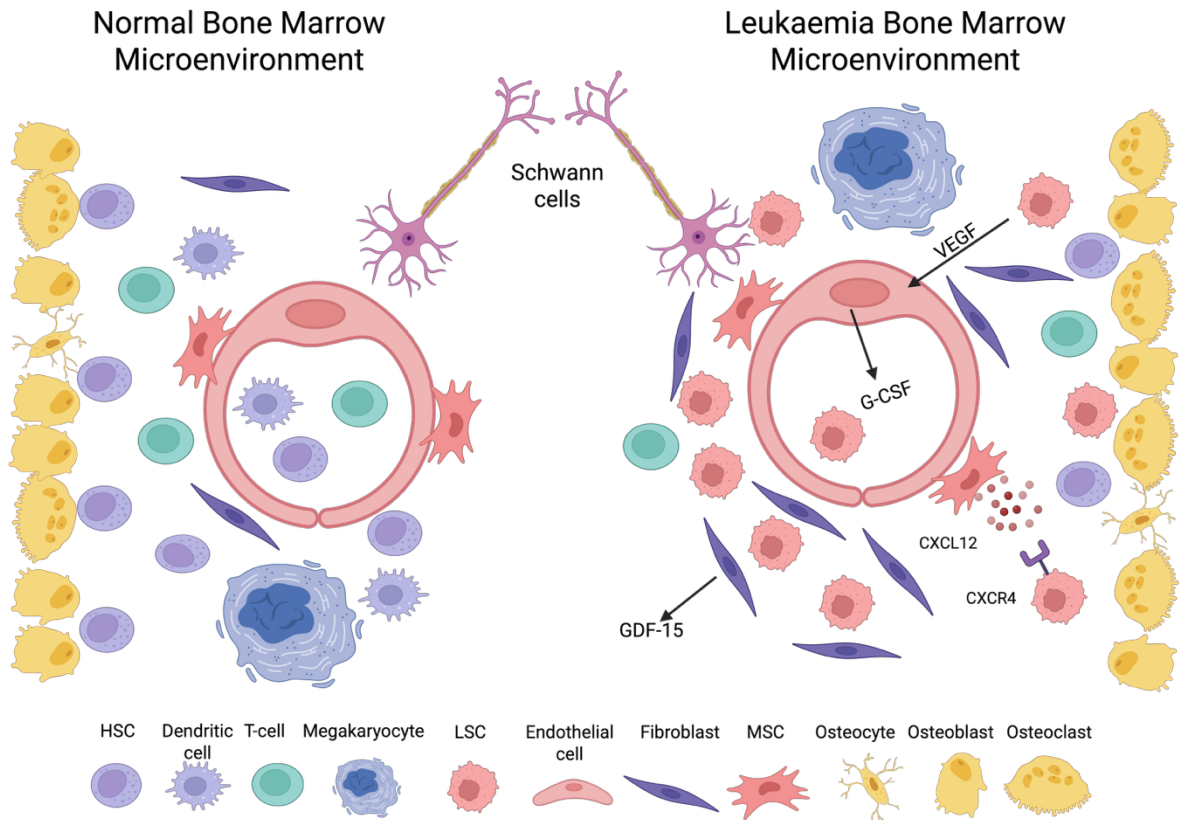 Normal Bone Marrow
Microenvironment
Leukaemia Bone Marrow
Microenvironment
Schwann
cells
VEGF
G-CSF
CXCL12
CXCR4
GDF-15
HSC
Dendritic
cell
T-cell
Megakaryocyte
LSC
Endothelial
cell
Fibroblast
MSC
Osteocyte
Osteoblast
Osteoclast